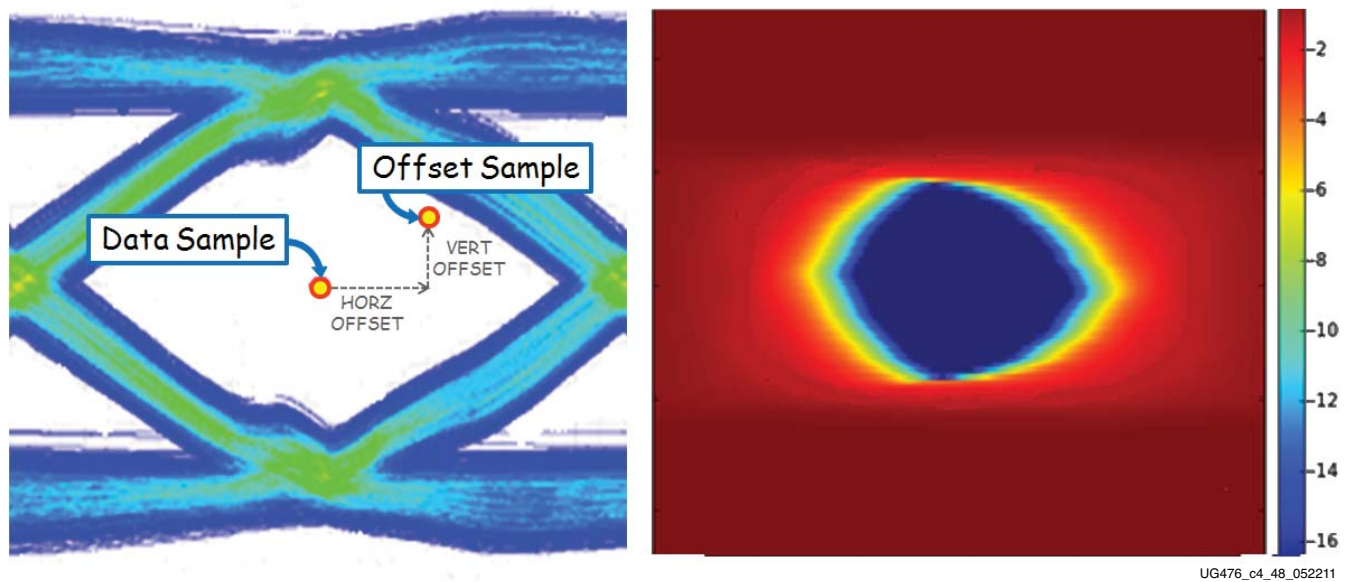 Offset Sample
Data Sample
VERT
OFFSET
HORZ
OFFSET
-2
-4
-6
-8
-10
-12
-14
-16
UG476_c4_48_052211